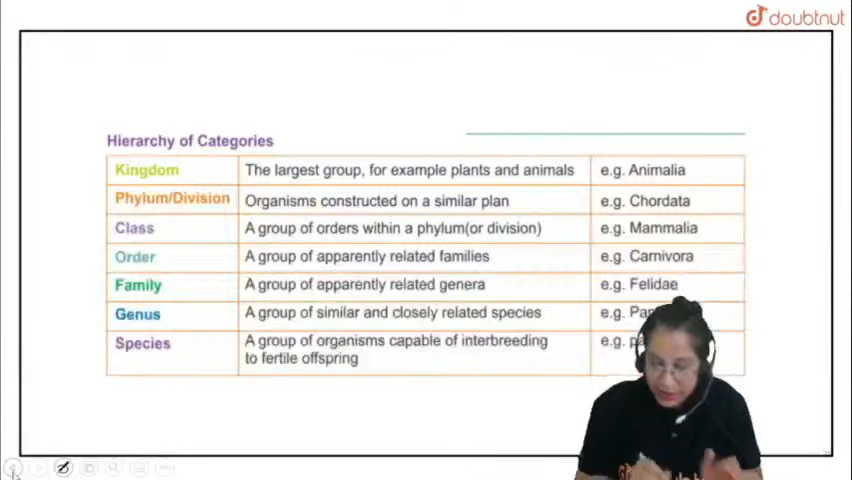 doubtnut
Hierarchy of Categories
Kingdom The largest group, for example plants and animals e.g. Animalia
Phylum/Division Organisms constructed on a similar plan e.g. Chordata
Class A group of orders within a phylum(or division) e.g. Mammalia
Order A group of apparently related families e.g. Carnivora
Family A group of apparently related genera e.g. Felidae
Genus A group of similar and closely related species e.g.
Species A group of organisms capable of interbreeding e.g.
to fertile offspring